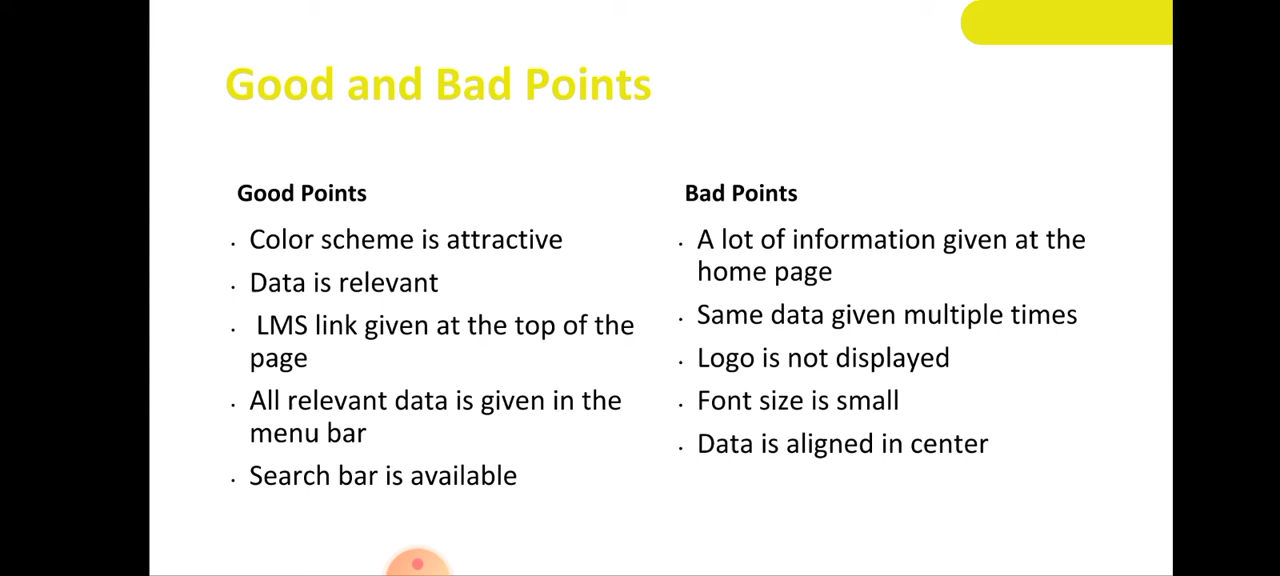 Good and Bad Points
Good Points
· Color scheme is attractive
· Data is relevant
· LMS link given at the top of the
page
· All relevant data is given in the
menu bar
· Search bar is available
Bad Points
· A lot of information given at the
home page
· Same data given multiple times
· Logo is not displayed
· Font size is small
· Data is aligned in center